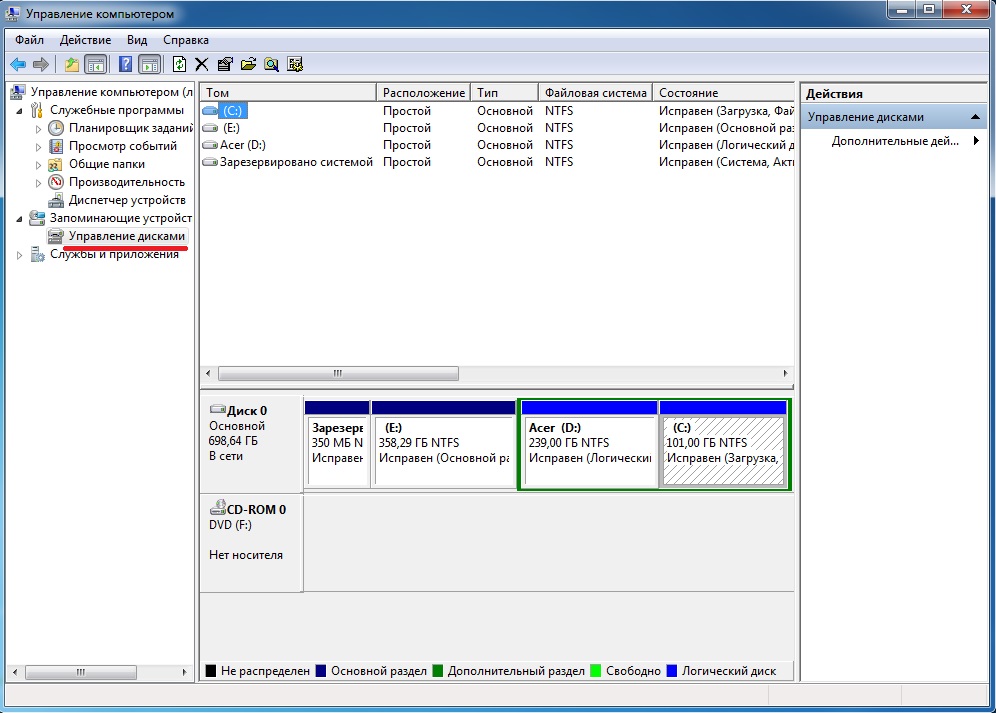 Управление компьютером
Файл Действие Вид Справка
Управление компьютером (л
Служебные программы
Планировщик заданий
Просмотр событий
Общие папки
Производительность
Диспетчер устройств
Запоминающие устройст
Управление дисками
Службы и приложения
Том Расположение Тип Файловая система Состояние
(C:) Простой Основной NTFS Исправен (Загрузка, Фай
(E:) Простой Основной NTFS Исправен (Основной раз
Acer (D:) Простой Основной NTFS Исправен (Логический д
Зарезервировано системой Простой Основной NTFS Исправен (Система, Акти
Диск 0
Основной
698,64 ГБ
В сети
Зарезерв
350 МБ N
Исправен
(E:)
358,29 ГБ NTFS
Исправен (Основной ра
Acer (D:)
239,00 ГБ NTFS
Исправен (Логически
(C:)
101,00 ГБ NTFS
Исправен (Загрузка,
CD-ROM 0
DVD (F:)
Нет носителя
Не распределен Основной раздел Дополнительный раздел Свободно Логический диск
Действия
Управление дисками
Дополнительные дей...